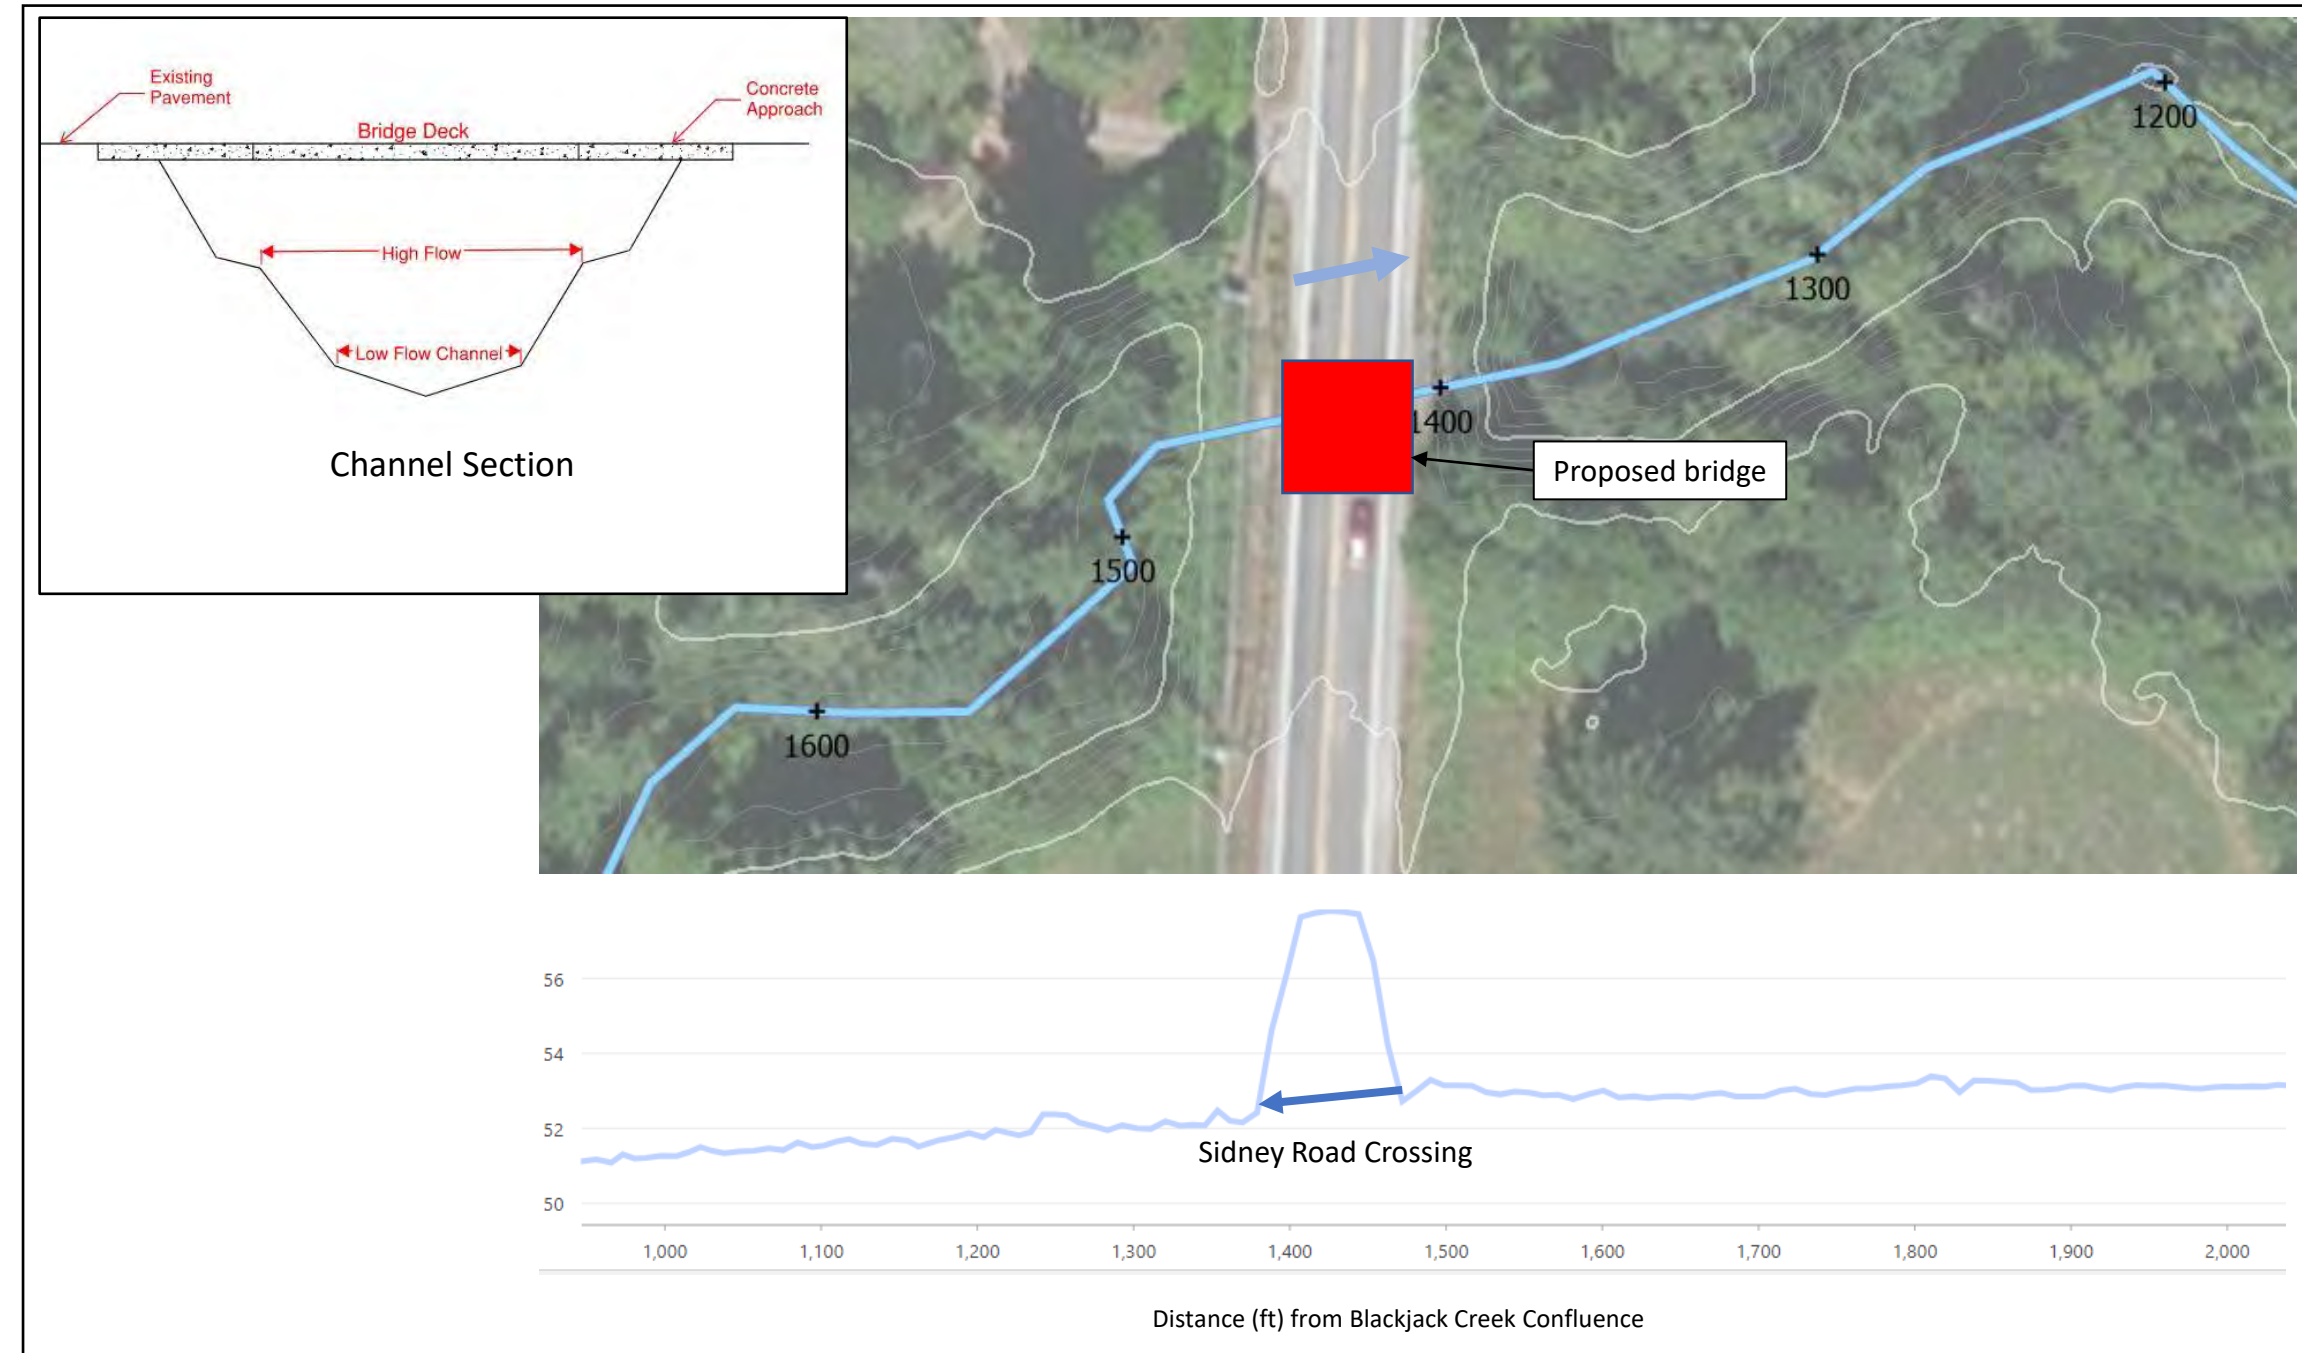 Existing
Pavement
Concrete
Approach
Bridge Deck
High Flow
Low Flow Channel
Channel Section
1200
1300
1400
Proposed bridge
1500
1600
56
54
52
50
Sidney Road Crossing
1,000 1,100 1,200 1,300 1,400 1,500 1,600 1,700 1,800 1,900 2,000
Distance (ft) from Blackjack Creek Confluence